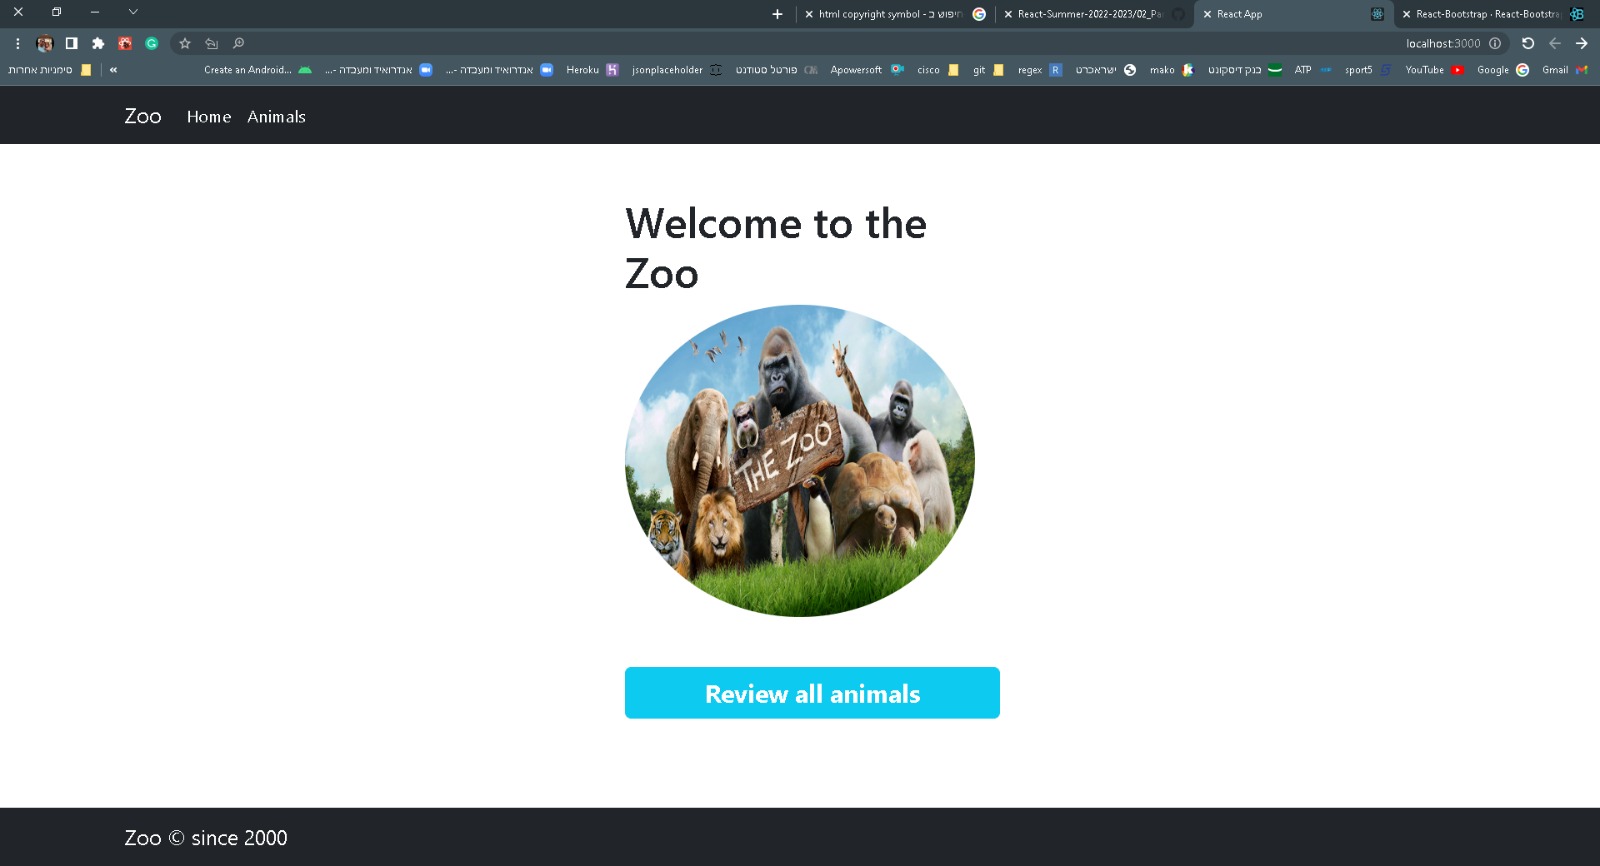 html copyright symbol - חיפוש ב
React-Summer-2022-2023/02_Pa
React App
React-Bootstrap · React-Bootstra
localhost:3000
סימניות אחרות
»
Create an Android...
אנדרואיד ומעבדה -...
אנדרואיד ומעבדה -...
Heroku
jsonplaceholder
פורטל סטודנט
Apowersoft
cisco
git
regex
ישראכרט
mako
בנק דיסקונט
ATP
sport5
YouTube
Google
Gmail
Zoo
Home
Animals
Welcome to the
Zoo
THE ZOO
Review all animals
Zoo © since 2000